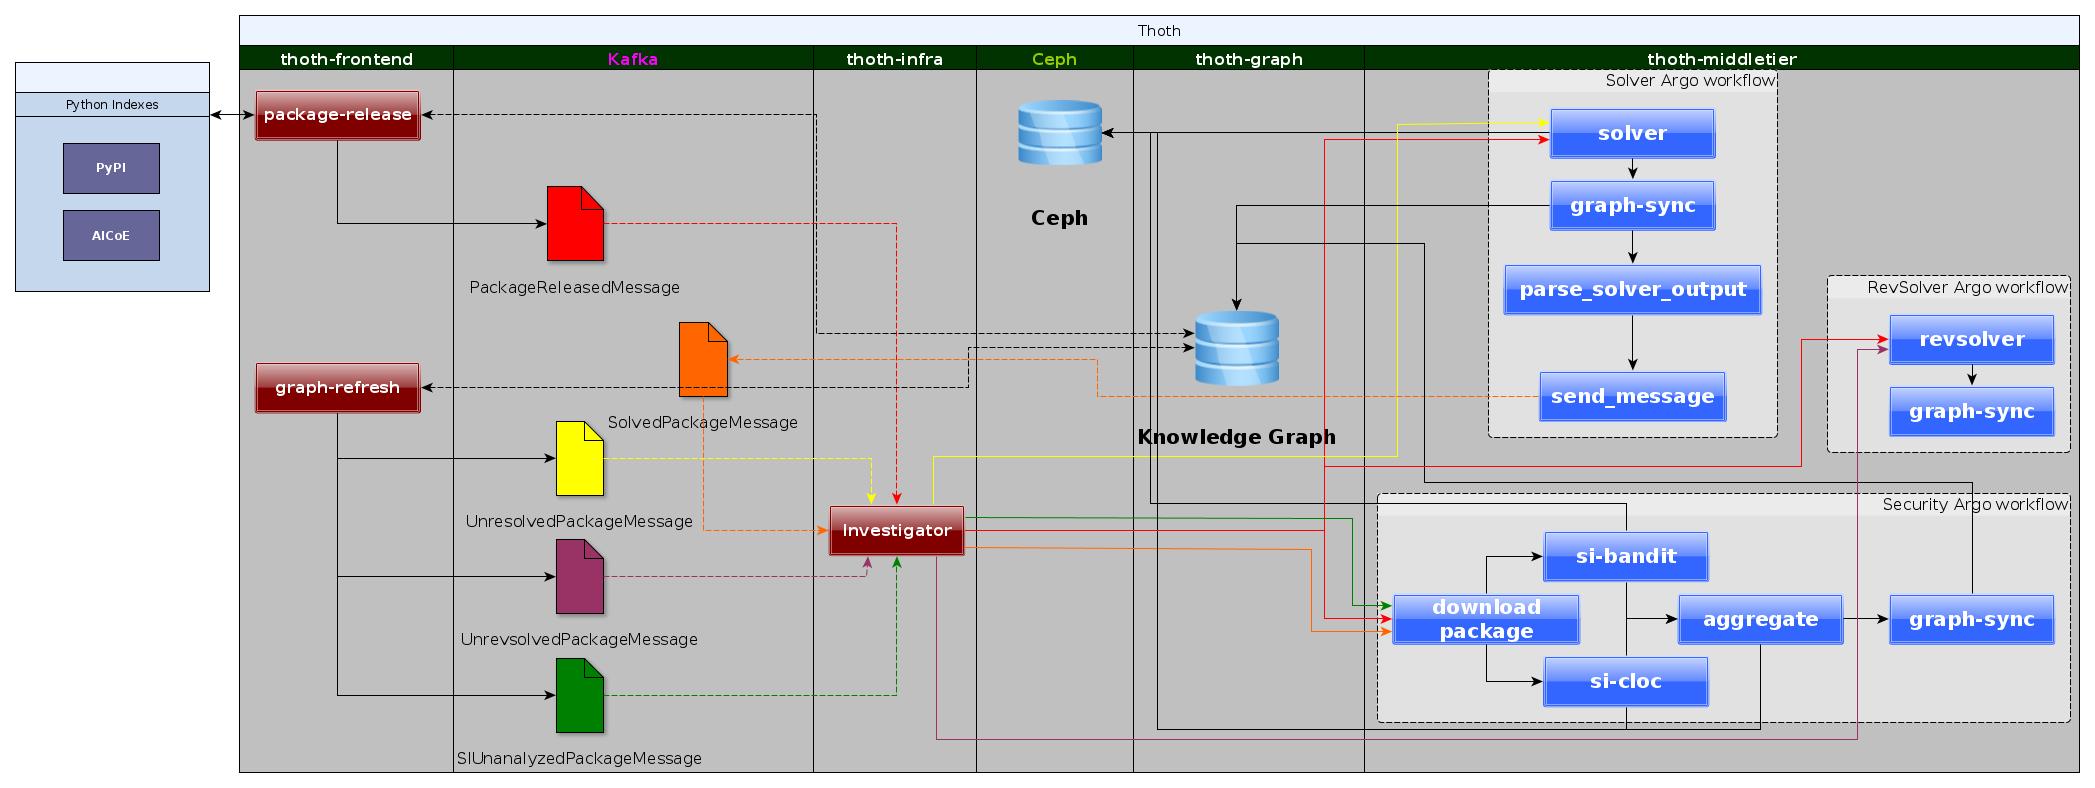 Thoth
thoth-frontend
Kafka
thoth-infra
Ceph
thoth-graph
thoth-middletier
Python Indexes
PyPI
AICoE
package-release
graph-refresh
PackageReleasedMessage
SolvedPackageMessage
UnresolvedPackageMessage
UnrevsolvedPackageMessage
SIUnanalyzedPackageMessage
Investigator
Ceph
Knowledge Graph
Solver Argo workflow
solver
graph-sync
parse_solver_output
send_message
RevSolver Argo workflow
revsolver
graph-sync
Security Argo workflow
si-bandit
download
package
aggregate
graph-sync
si-cloc